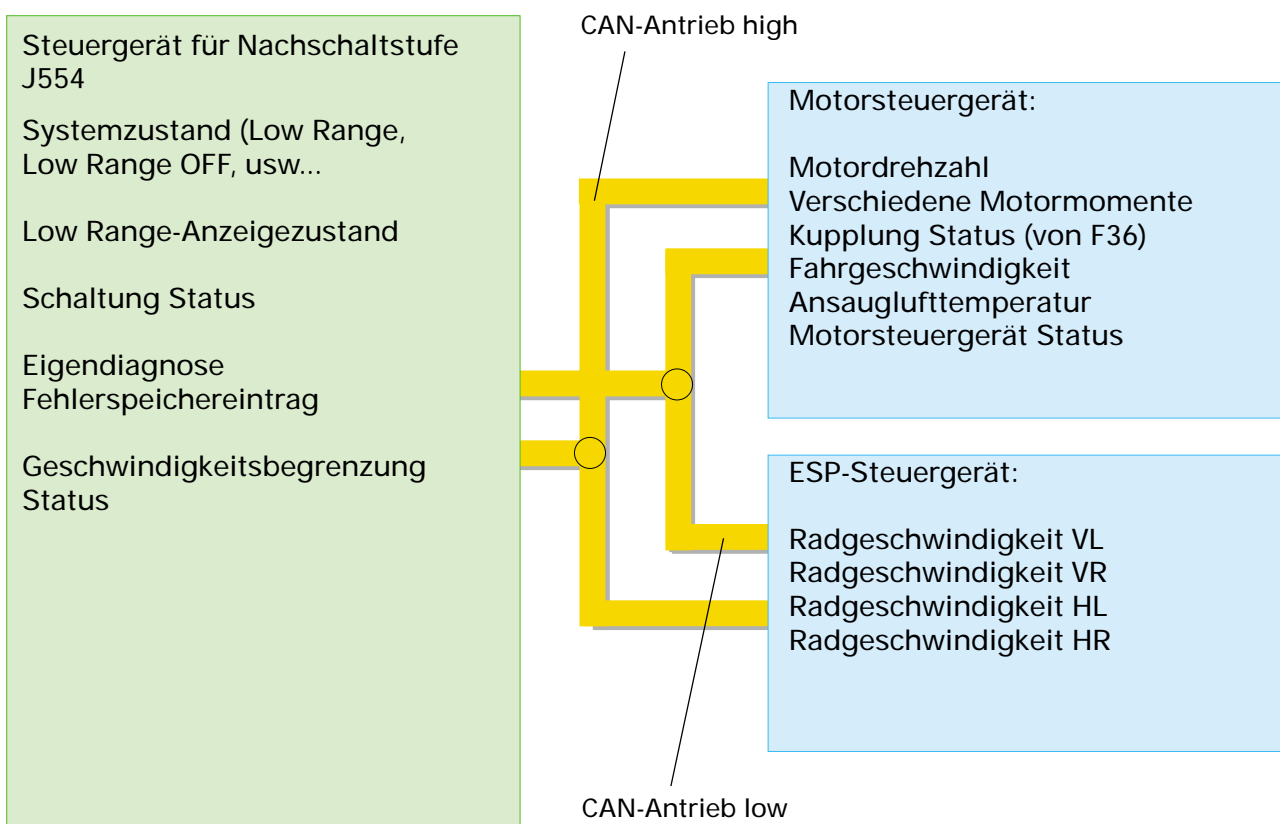 CAN-Antrieb high
Steuergerät für Nachschaltstufe
J554
Systemzustand (Low Range,
Low Range OFF, usw...
Low Range-Anzeigezustand
Schaltung Status
Eigendiagnose
Fehlerspeichereintrag
Geschwindigkeitsbegrenzung
Status
Motorsteuergerät:
Motordrehzahl
Verschiedene Motormomente
Kupplung Status (von F36)
Fahrgeschwindigkeit
Ansauglufttemperatur
Motorsteuergerät Status
ESP-Steuergerät:
Radgeschwindigkeit VL
Radgeschwindigkeit VR
Radgeschwindigkeit HL
Radgeschwindigkeit HR
CAN-Antrieb low